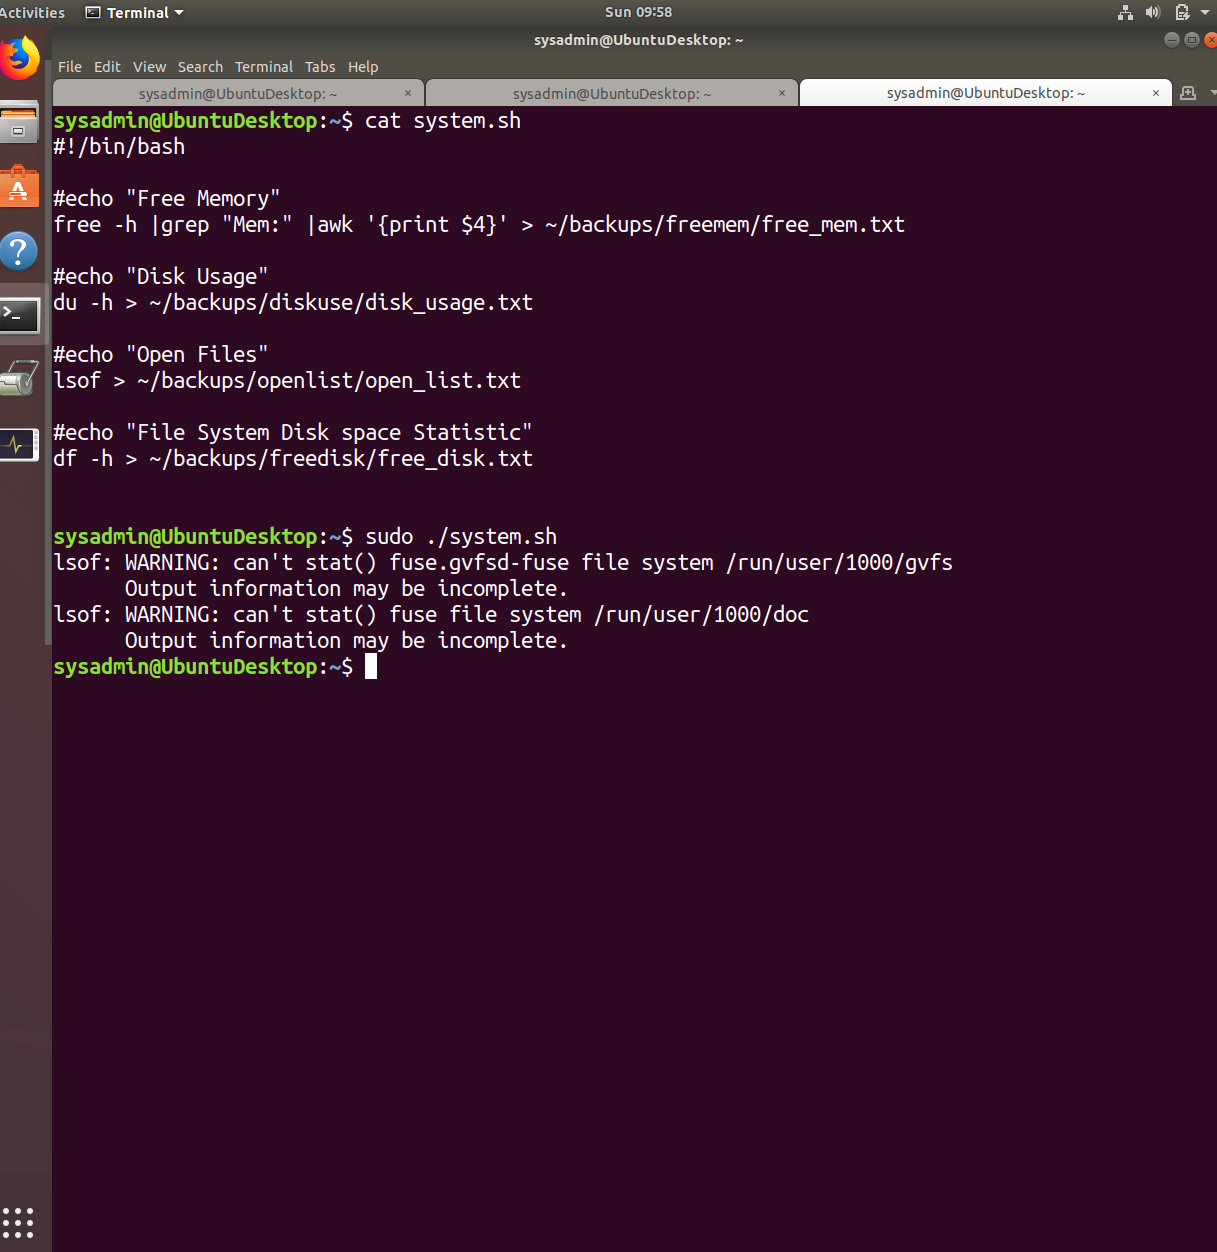 Activities Terminal Sun 09:58
sysadmin@UbuntuDesktop: ~
File Edit View Search Terminal Tabs Help
sysadmin@UbuntuDesktop: ~ × sysadmin@UbuntuDesktop: ~ × sysadmin@UbuntuDesktop: ~ ×
sysadmin@UbuntuDesktop:~$ cat system.sh
#!/bin/bash
#echo "Free Memory"
free -h |grep "Mem:" |awk '{print $4}' > ~/backups/freemem/free_mem.txt
#echo "Disk Usage"
du -h > ~/backups/diskuse/disk_usage.txt
#echo "Open Files"
lsof > ~/backups/openlist/open_list.txt
#echo "File System Disk space Statistic"
df -h > ~/backups/freedisk/free_disk.txt
sysadmin@UbuntuDesktop:~$ sudo ./system.sh
lsof: WARNING: can't stat() fuse.gvfsd-fuse file system /run/user/1000/gvfs
Output information may be incomplete.
lsof: WARNING: can't stat() fuse file system /run/user/1000/doc
Output information may be incomplete.
sysadmin@UbuntuDesktop:~$